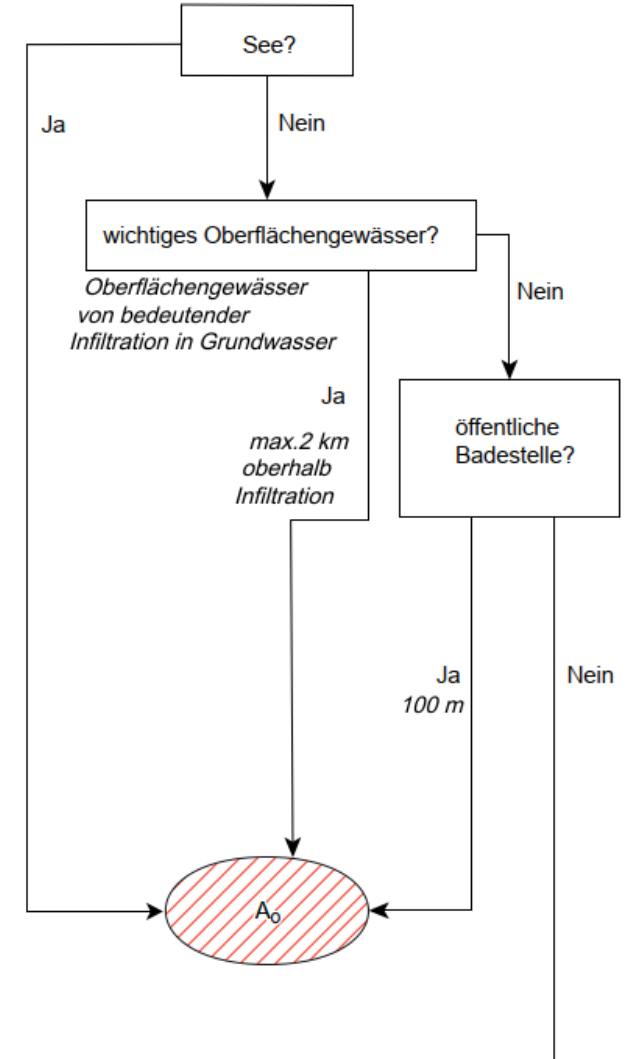 See?
Ja
Nein
wichtiges Oberflächengewässer?
Oberflächengewässer
von bedeutender
Infiltration in Grundwasser
Nein
Ja
max.2 km
oberhalb
Infiltration
öffentliche
Badestelle?
Ja
100 m
Nein
Ao